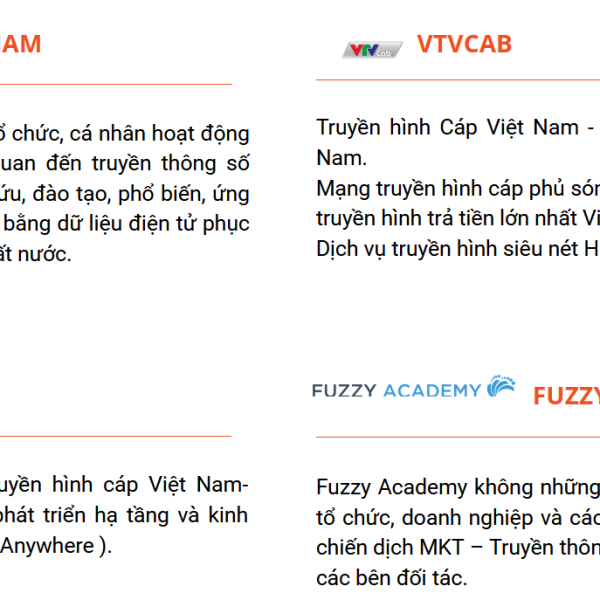 VTVCAB
VTVcab
ổ chức, cá nhân hoạt động
uan đến truyền thông số
ứu, đào tạo, phổ biến, ứng
bằng dữ liệu điện tử phục
ất nước.
Truyền hình Cáp Việt Nam -
Nam.
Mạng truyền hình cáp phủ són
truyền hình trả tiền lớn nhất Vi
Dịch vụ truyền hình siêu nét H
FUZZY ACADEMY
FUZZY
uyền hình cáp Việt Nam-
phát triển hạ tầng và kinh
Anywhere ).
Fuzzy Academy không những
tổ chức, doanh nghiệp và các
chiến dịch MKT – Truyền thôn
các bên đối tác.